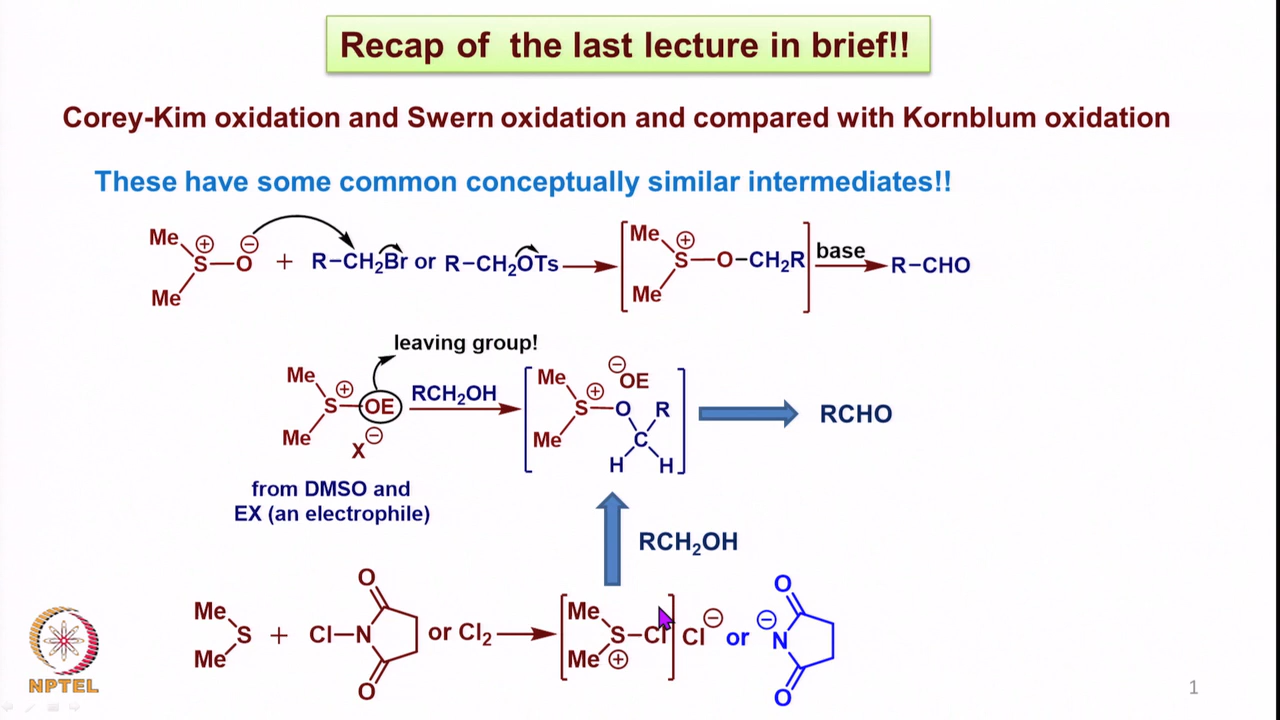 Recap of the last lecture in brief!!
Corey-Kim oxidation and Swern oxidation and compared with Kornblum oxidation
These have some common conceptually similar intermediates!!
Me
Me
S⊕–O⊖ + R–CH₂Br or R–CH₂OTs
Me
Me
S⊕–O–CH₂R
base
R–CHO
leaving group!
Me
Me
S⊕–OE
X⊖
RCH₂OH
Me
Me
S⊕–O
⊖OE
R
C
H H
RCHO
from DMSO and
EX (an electrophile)
RCH₂OH
Me
Me
S + Cl–N
O
O
or Cl₂
Me
Me
S–Cl
⊕
Cl⊖ or ⊖N
O
O
NPTEL
1